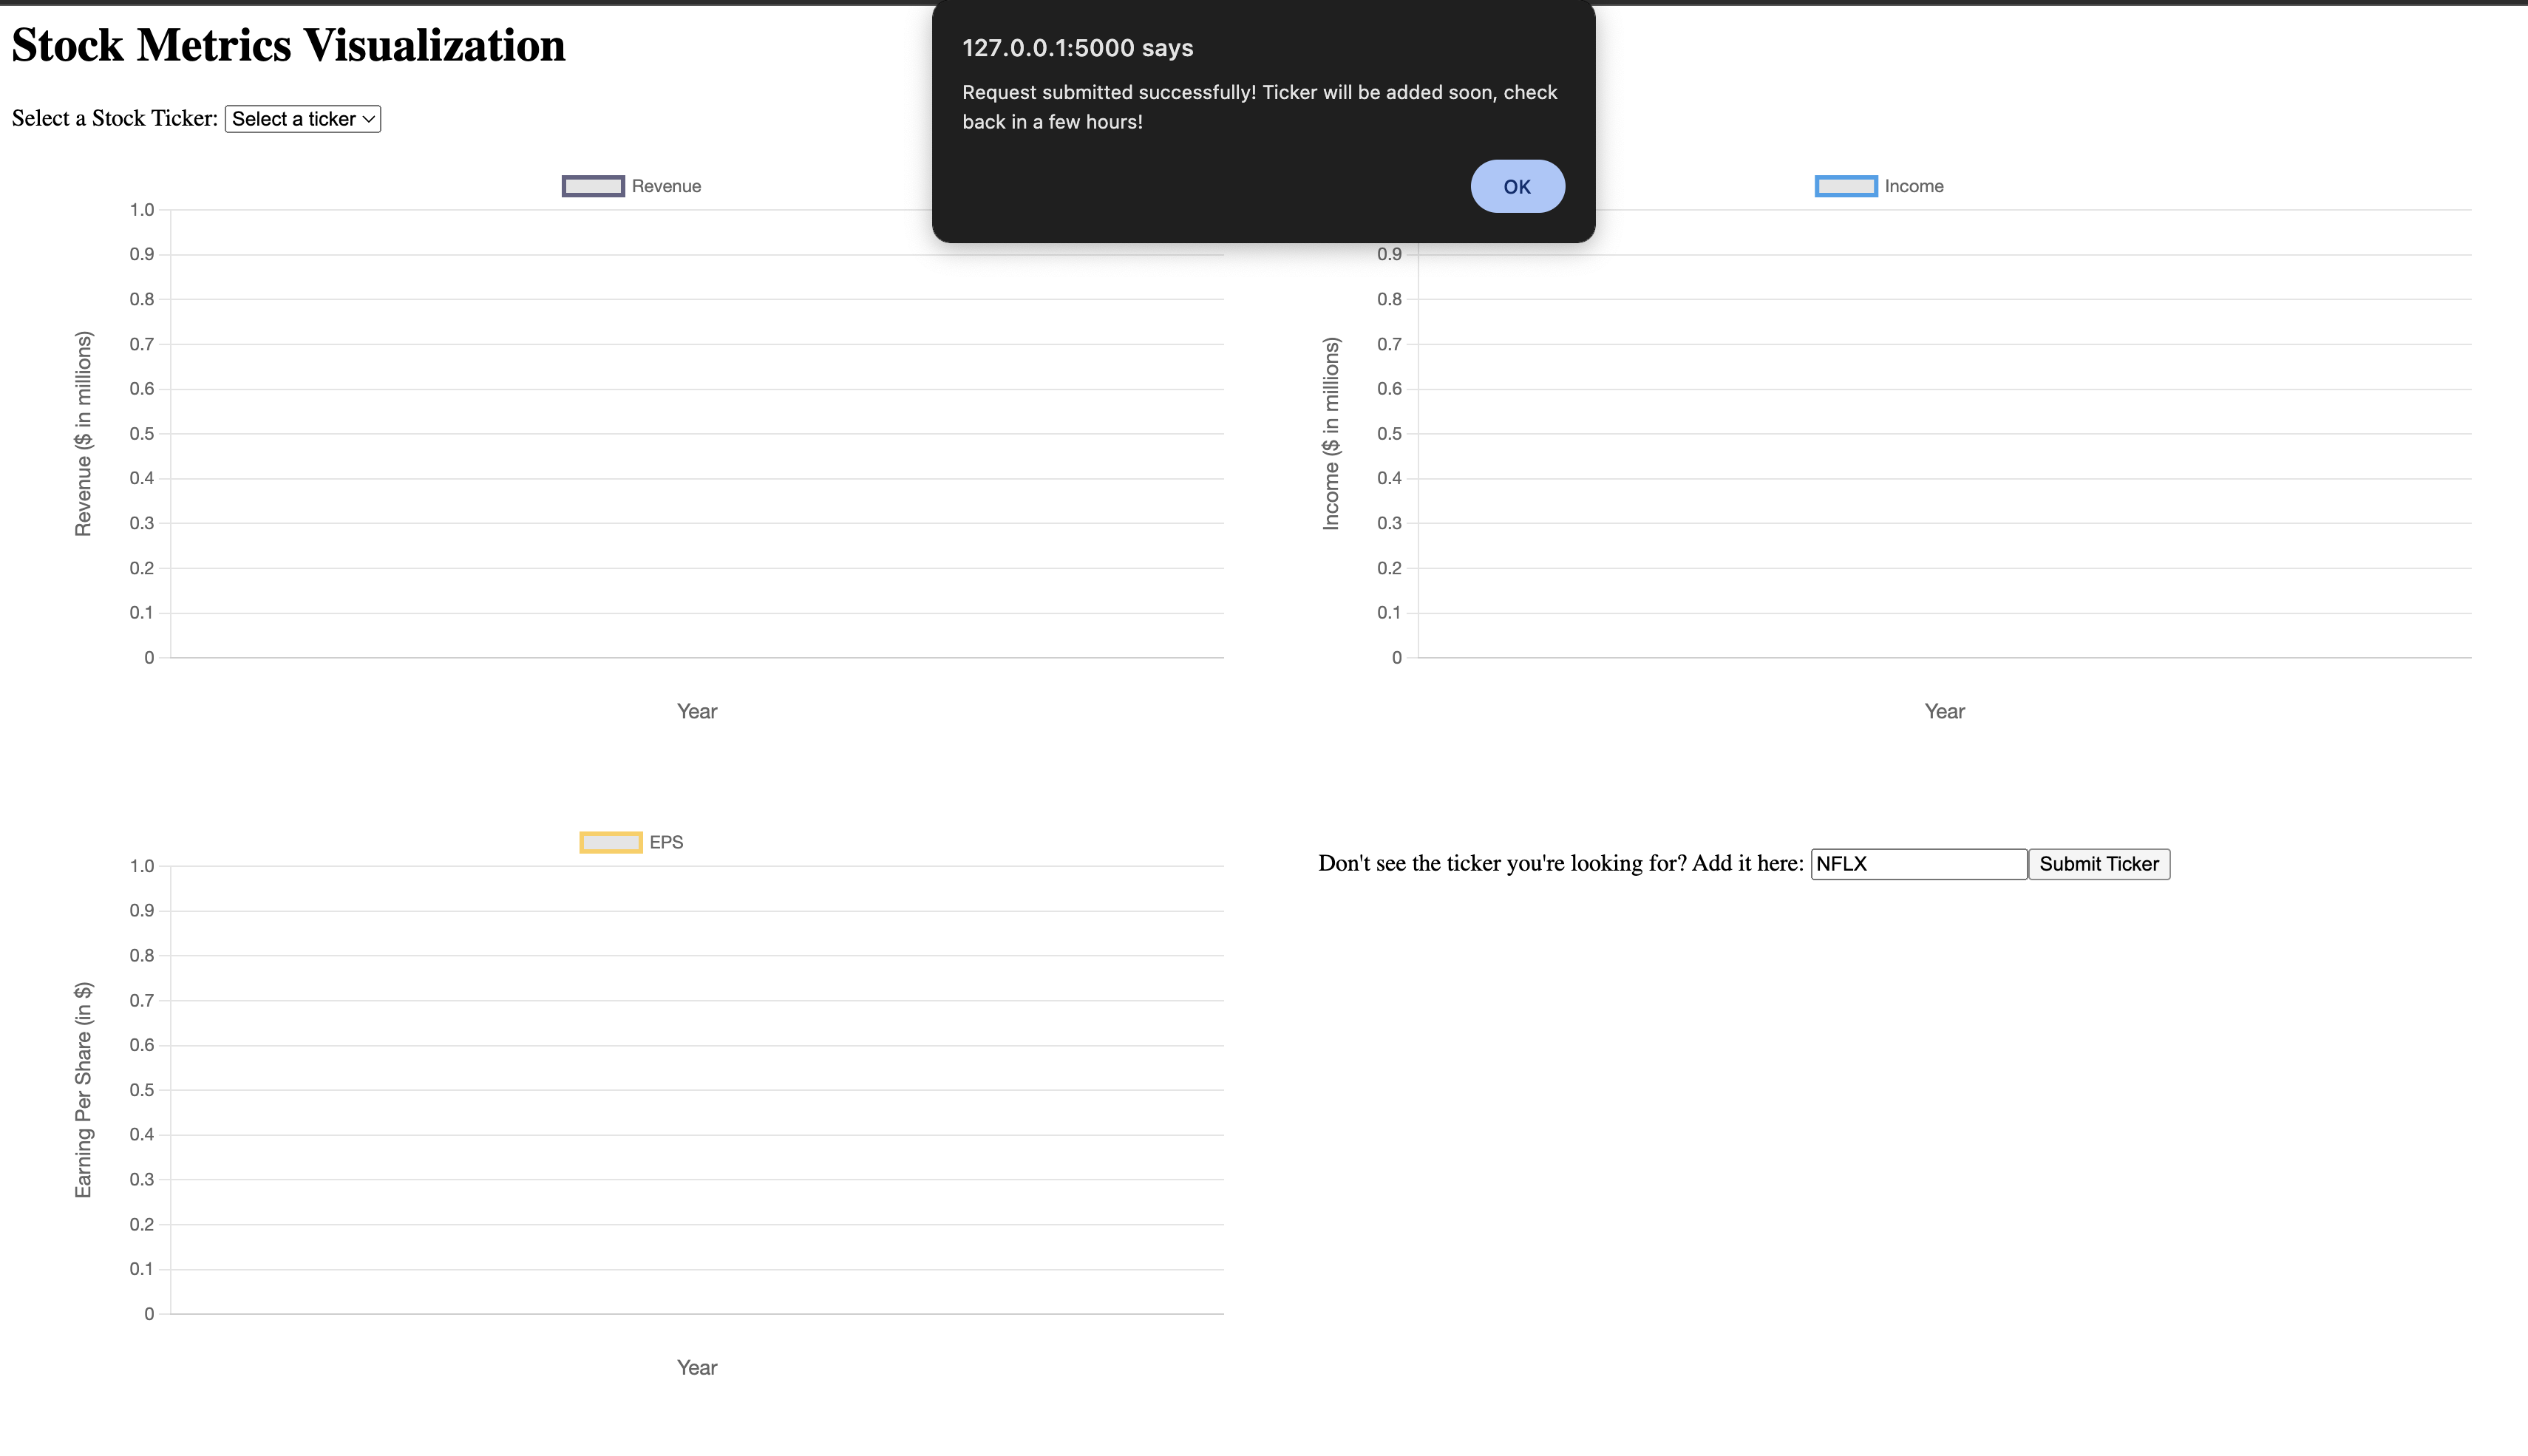 Stock Metrics Visualization
127.0.0.1:5000 says
Request submitted successfully! Ticker will be added soon, check
back in a few hours!
OK
Select a Stock Ticker: Select a ticker
Revenue
1.0
0.9
0.8
0.7
0.6
0.5
0.4
0.3
0.2
0.1
0
Revenue ($ in millions)
Year
Income
0.9
0.8
0.7
0.6
0.5
0.4
0.3
0.2
0.1
0
Income ($ in millions)
Year
EPS
1.0
0.9
0.8
0.7
0.6
0.5
0.4
0.3
0.2
0.1
0
Earning Per Share (in $)
Year
Don't see the ticker you're looking for? Add it here: NFLX Submit Ticker